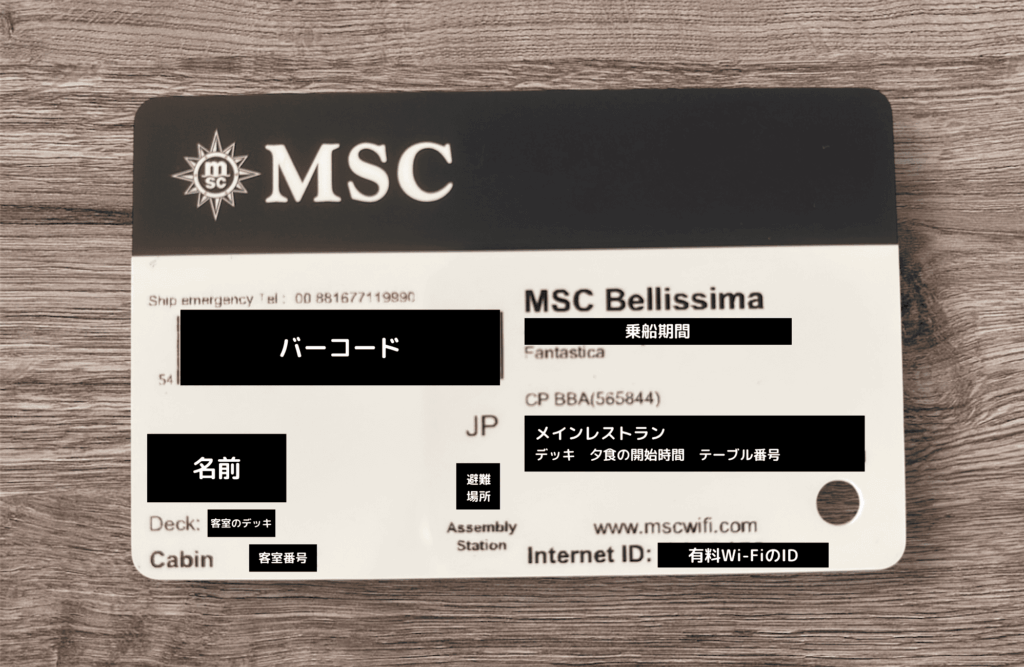 m
sc
MSC
Ship emergency Tel : 00 881677119890
バーコード
54
JP
名前
避難
場所
Deck: 客室のデッキ
Assembly
Station
Cabin 客室番号
MSC Bellissima
乗船期間
Fantastica
CP BBA(565844)
メインレストラン
デッキ 夕食の開始時間 テーブル番号
www.mscwifi.com
Internet ID: 有料Wi-FiのID